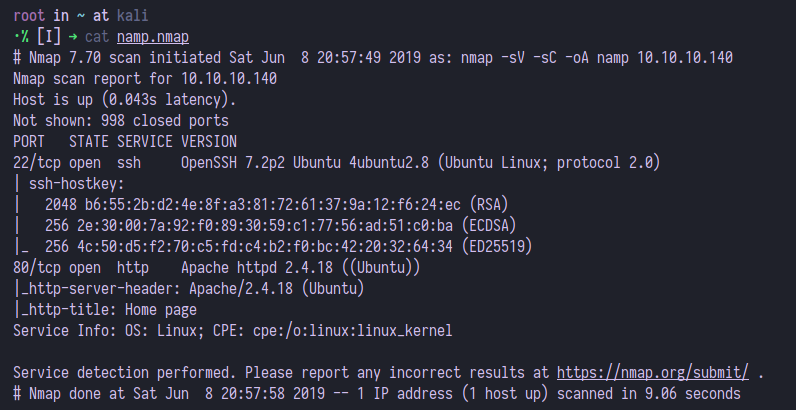 root in ~ at kali
·% [I] → cat namp.nmap
# Nmap 7.70 scan initiated Sat Jun  8 20:57:49 2019 as: nmap -sV -sC -oA namp 10.10.10.140
Nmap scan report for 10.10.10.140
Host is up (0.043s latency).
Not shown: 998 closed ports
PORT   STATE SERVICE VERSION
22/tcp open  ssh     OpenSSH 7.2p2 Ubuntu 4ubuntu2.8 (Ubuntu Linux; protocol 2.0)
| ssh-hostkey:
|   2048 b6:55:2b:d2:4e:8f:a3:81:72:61:37:9a:12:f6:24:ec (RSA)
|   256 2e:30:00:7a:92:f0:89:30:59:c1:77:56:ad:51:c0:ba (ECDSA)
|_  256 4c:50:d5:f2:70:c5:fd:c4:b2:f0:bc:42:20:32:64:34 (ED25519)
80/tcp open  http    Apache httpd 2.4.18 ((Ubuntu))
|_http-server-header: Apache/2.4.18 (Ubuntu)
|_http-title: Home page
Service Info: OS: Linux; CPE: cpe:/o:linux:linux_kernel

Service detection performed. Please report any incorrect results at https://nmap.org/submit/ .
# Nmap done at Sat Jun  8 20:57:58 2019 -- 1 IP address (1 host up) scanned in 9.06 seconds